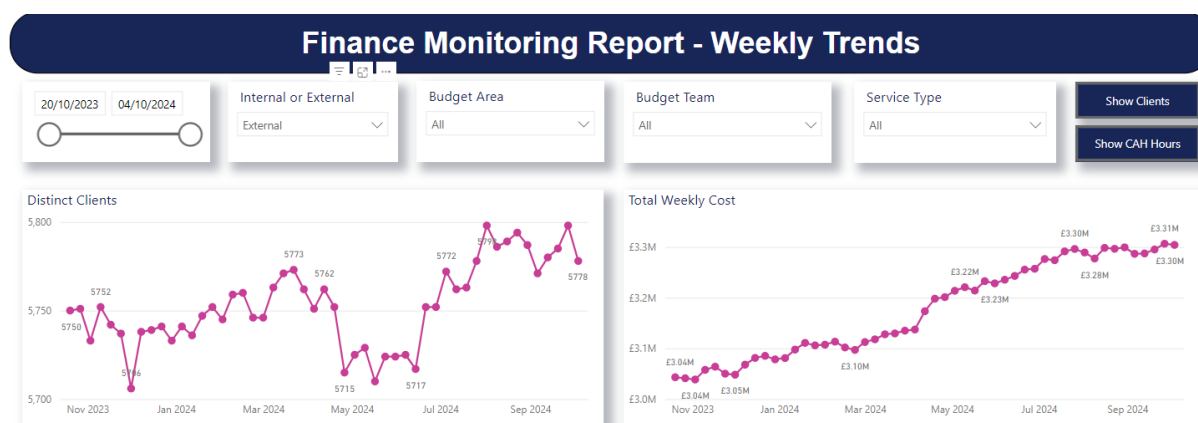 Finance Monitoring Report - Weekly Trends
20/10/2023 04/10/2024
Internal or External
External
Budget Area
All
Budget Team
All
Service Type
All
Show Clients
Show CAH Hours
Distinct Clients
5,800
5,750
5,700
5750
5752
5706
5773
5762
5715
5717
5772
5778
Nov 2023 Jan 2024 Mar 2024 May 2024 Jul 2024 Sep 2024
Total Weekly Cost
£3.3M
£3.2M
£3.1M
£3.0M
£3.04M
£3.04M
£3.05M
£3.10M
£3.22M
£3.23M
£3.30M
£3.28M
£3.31M
£3.30M
Nov 2023 Jan 2024 Mar 2024 May 2024 Jul 2024 Sep 2024